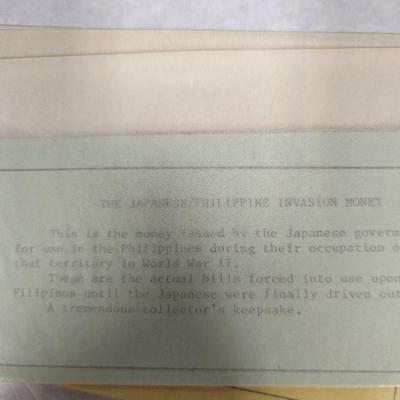 THE JAPANESE/PHILIPPINE INVASION MONEY
This is the money issued by the Japanese govern
for use in the Philippines during their occupation o
that territory in World War II.
These are the actual bills forced into use upon
Filipinos until the Japanese were finally driven out
A tremendous collector's keepsake.